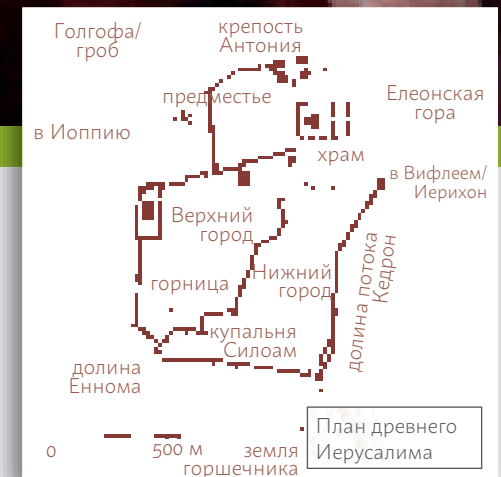 Голгофа/
гроб
крепость
Антония
предместье
Елеонская
гора
в Иоппию
храм
в Вифлеем/
Иерихон
Верхний
город
долина потока
Кедрон
горница
Нижний
город
купальня
Силоам
долина
Еннома
0
500 м
земля
горшечника
План древнего
Иерусалима